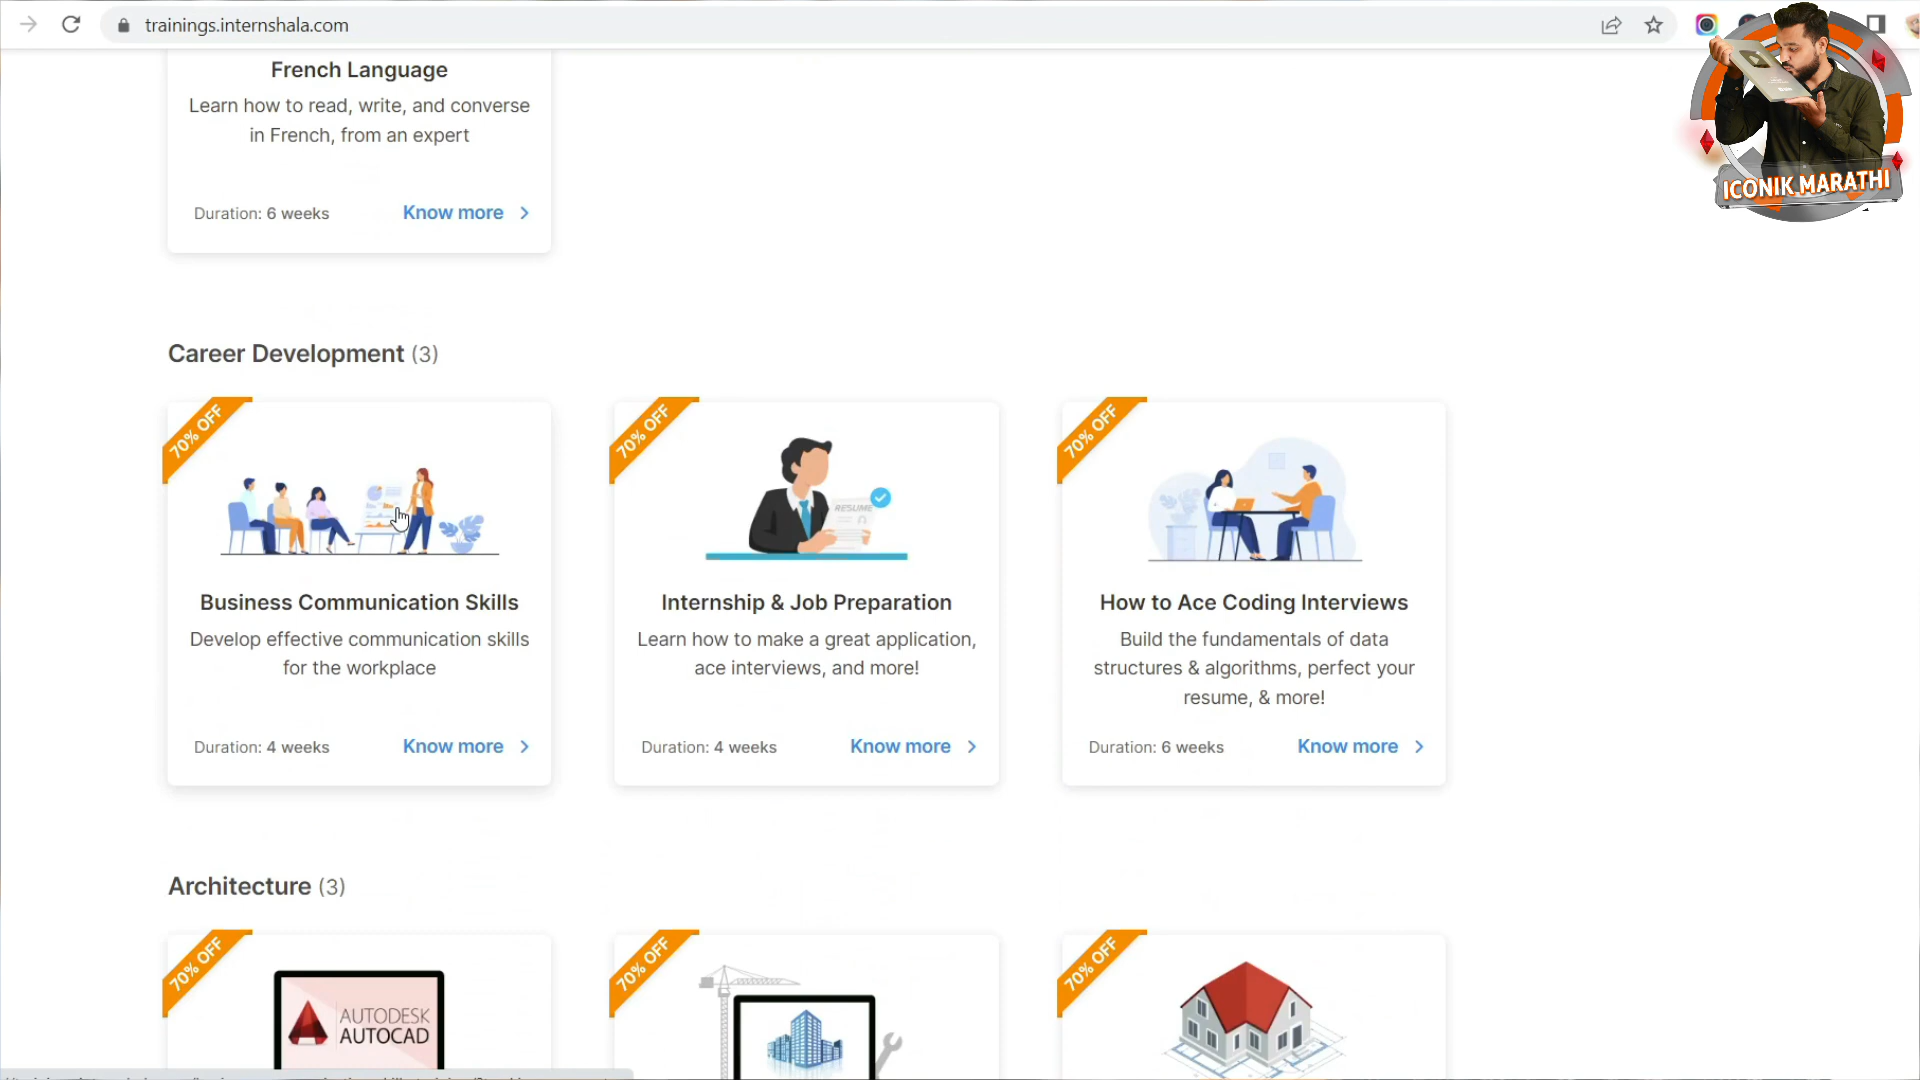 trainings.internshala.com
ICONIK MARATHI
French Language
Learn how to read, write, and converse
in French, from an expert
Duration: 6 weeks
Know more
Career Development (3)
70% OFF
70% OFF
70% OFF
RESUME
Business Communication Skills
Develop effective communication skills
for the workplace
Duration: 4 weeks
Know more
Internship & Job Preparation
Learn how to make a great application,
ace interviews, and more!
Duration: 4 weeks
Know more
How to Ace Coding Interviews
Build the fundamentals of data
structures & algorithms, perfect your
resume, & more!
Duration: 6 weeks
Know more
Architecture (3)
70% OFF
70% OFF
70% OFF
AUTODESK
AUTOCAD